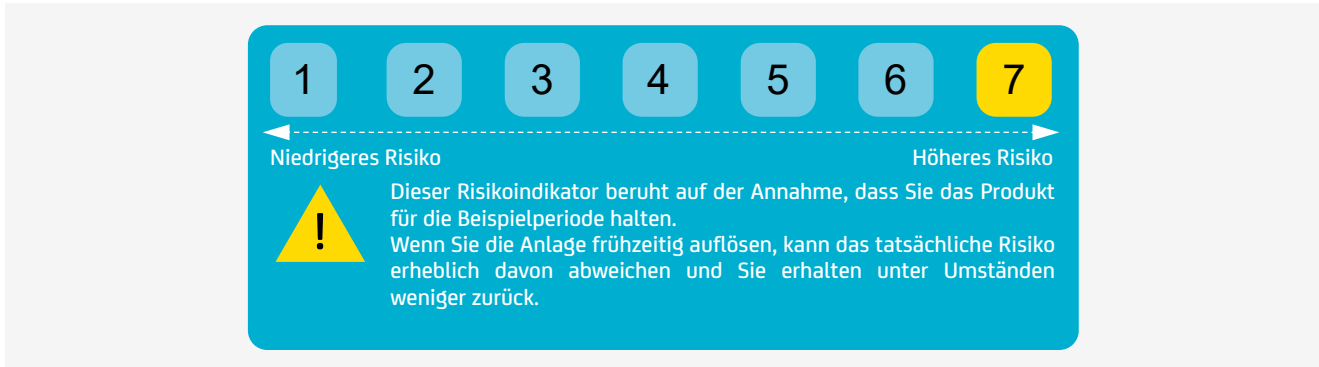 1 2 3 4 5 6 7
Niedrigeres Risiko Höheres Risiko
!
Dieser Risikoindikator beruht auf der Annahme, dass Sie das Produkt
für die Beispielperiode halten.
Wenn Sie die Anlage frühzeitig auflösen, kann das tatsächliche Risiko
erheblich davon abweichen und Sie erhalten unter Umständen
weniger zurück.